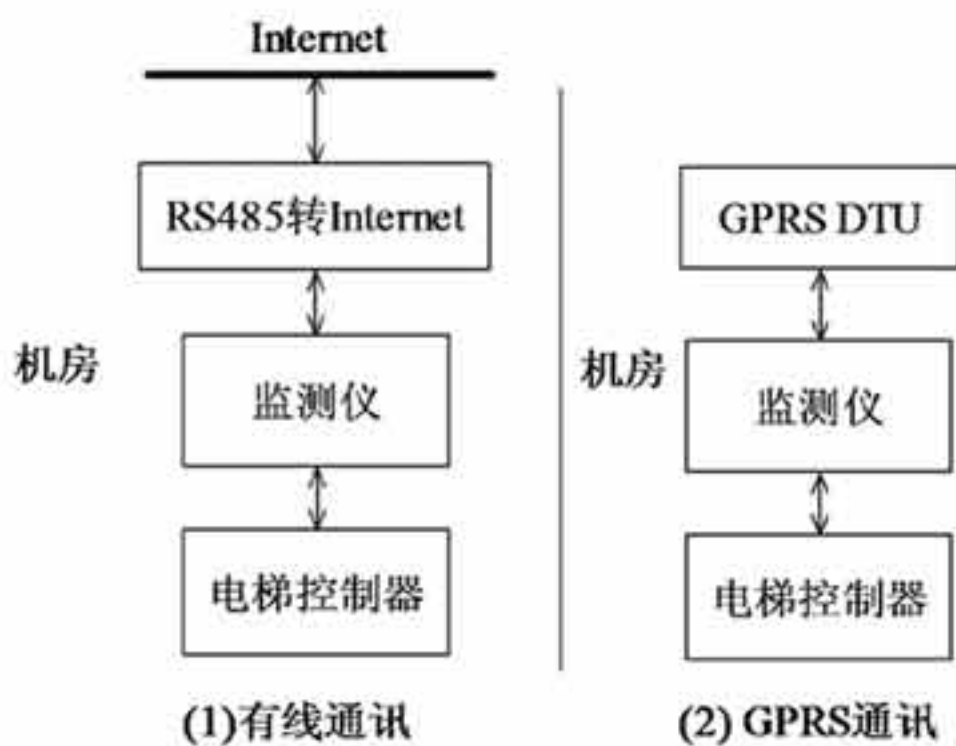 Internet
RS485转Internet
机房
监测仪
电梯控制器
(1)有线通讯
GPRS DTU
机房
监测仪
电梯控制器
(2) GPRS通讯